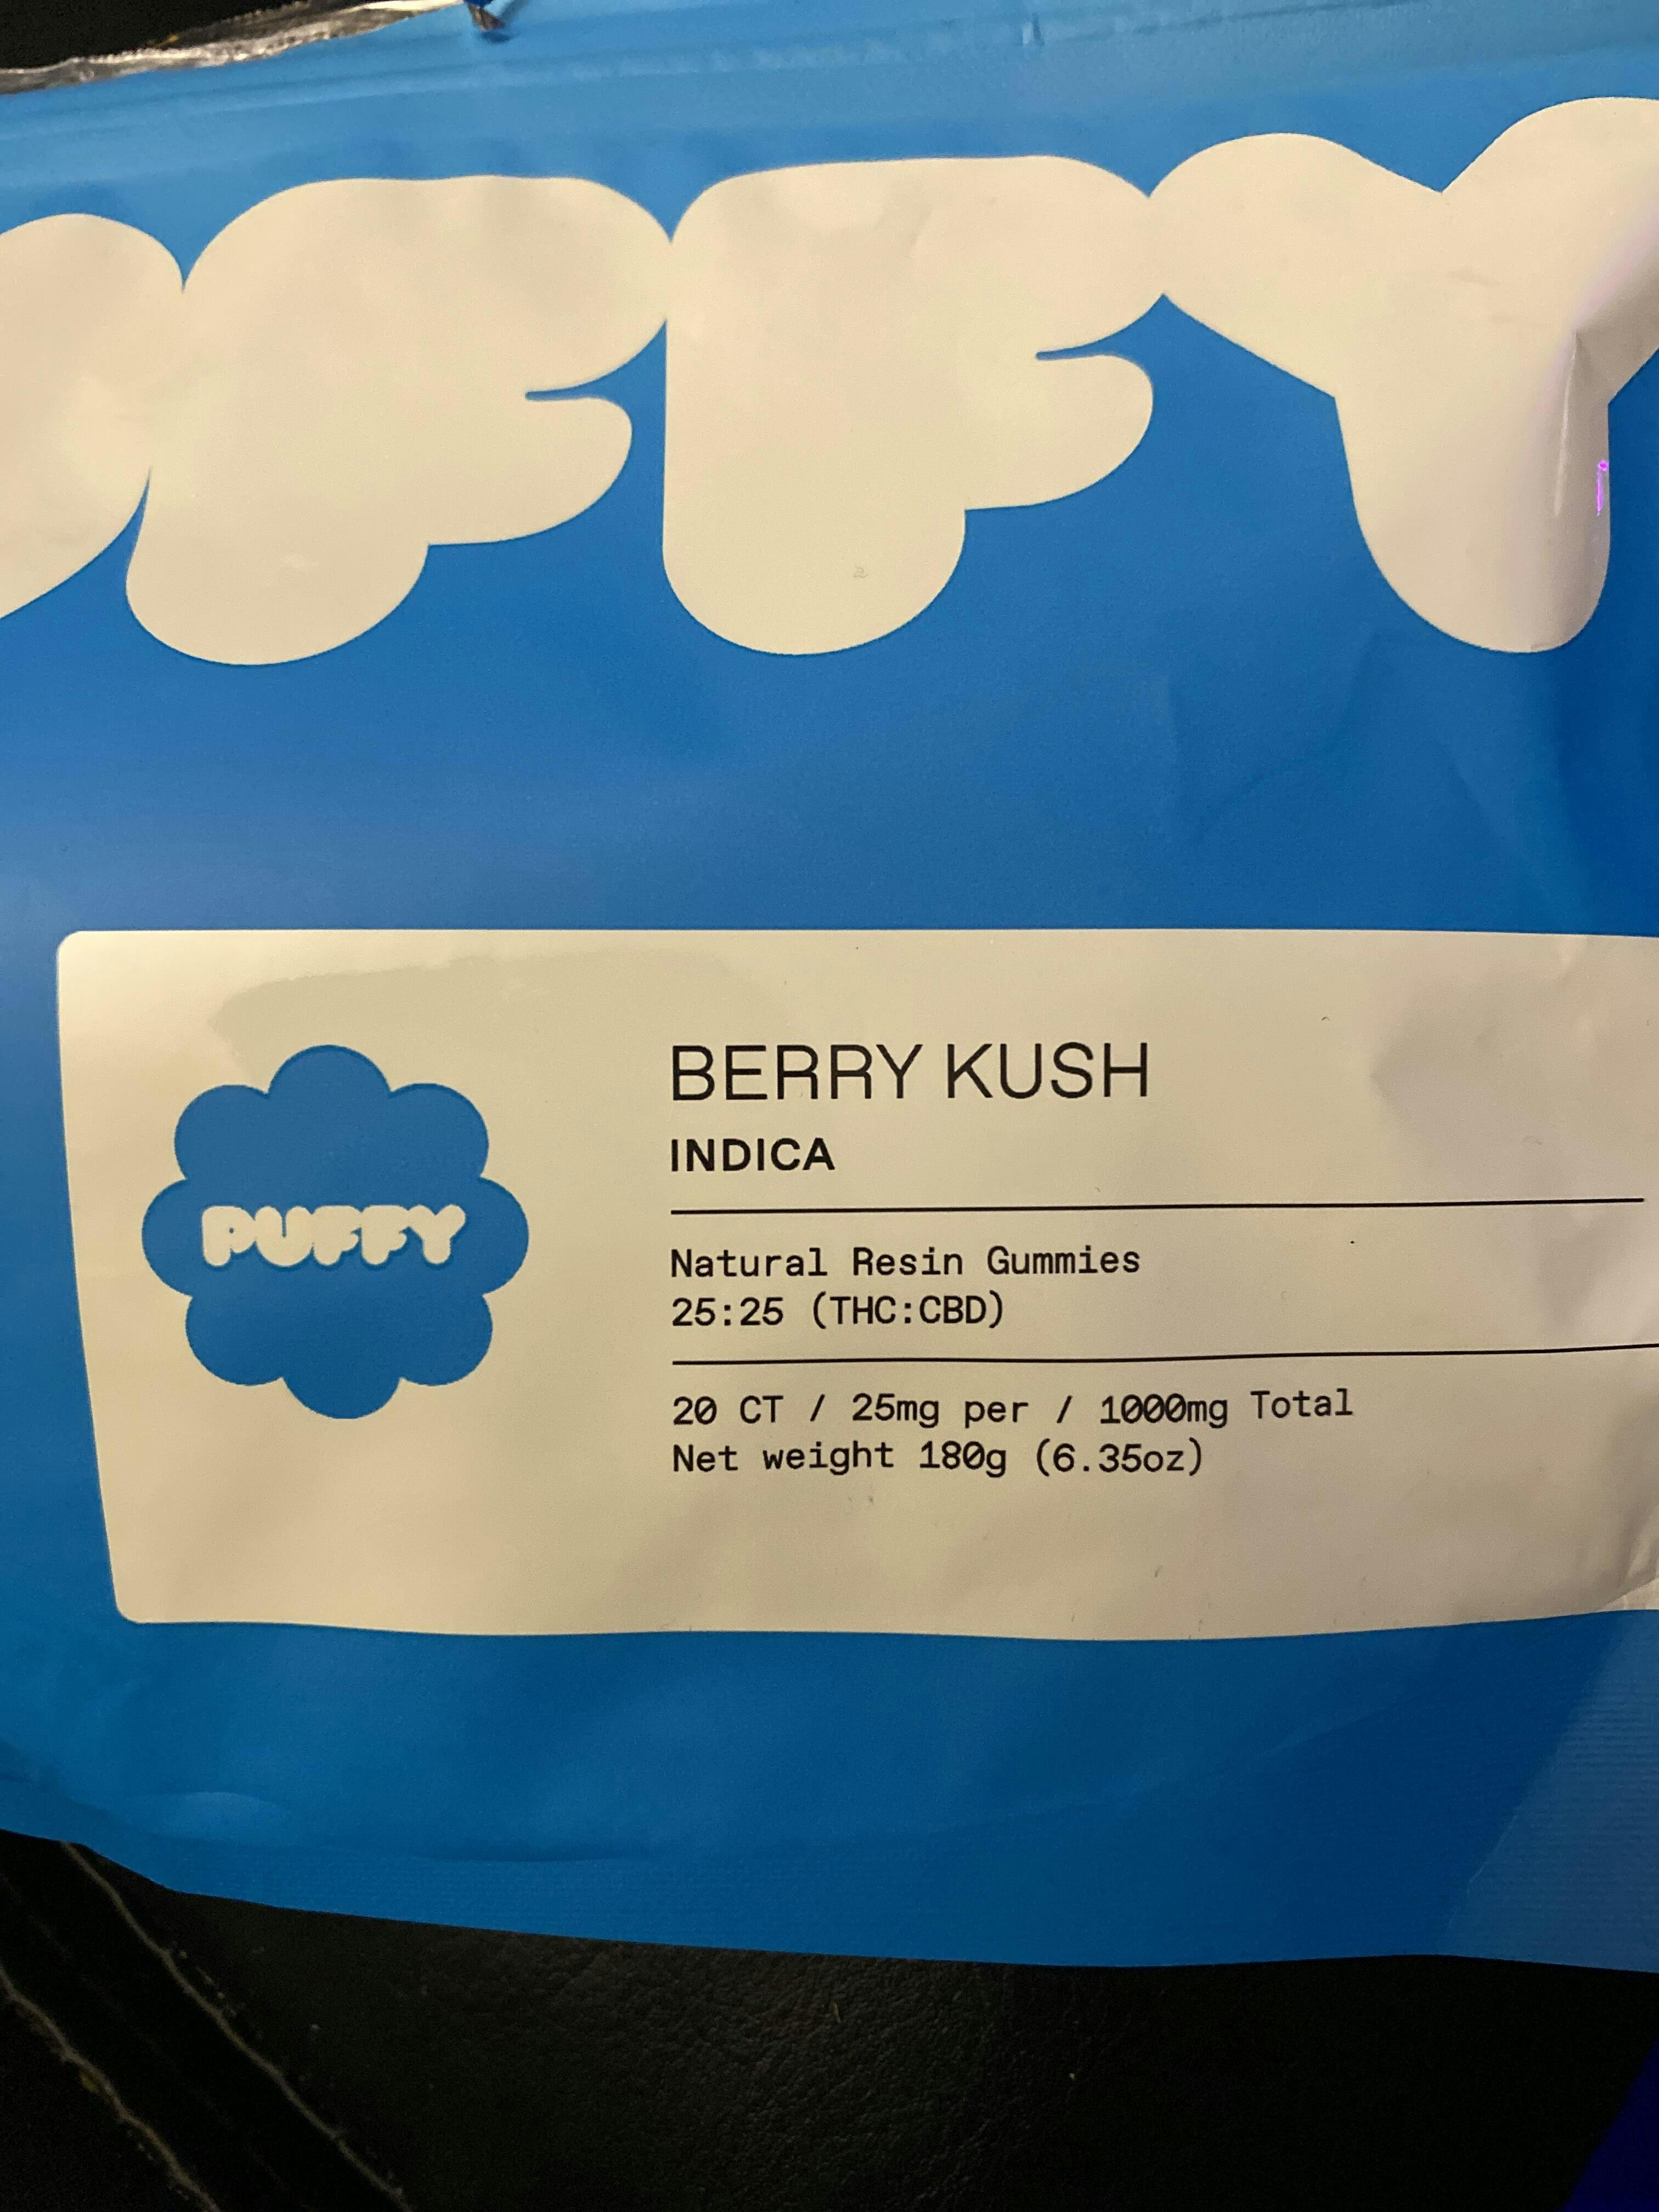 PUFFY
BERRY KUSH
INDICA
PUFFY
Natural Resin Gummies
25:25 (THC:CBD)
20 CT / 25mg per / 1000mg Total
Net weight 180g (6.35oz)